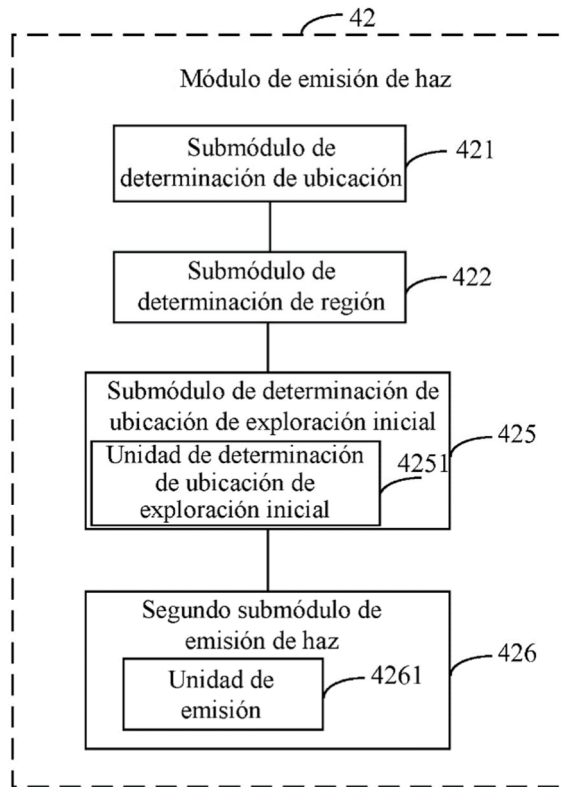 42
Módulo de emisión de haz
Submódulo de
determinación de ubicación
421
Submódulo de
determinación de región
422
Submódulo de determinación de
ubicación de exploración inicial
425
Unidad de determinación
de ubicación de
exploración inicial
4251
Segundo submódulo de
emisión de haz
426
Unidad de
emisión
4261